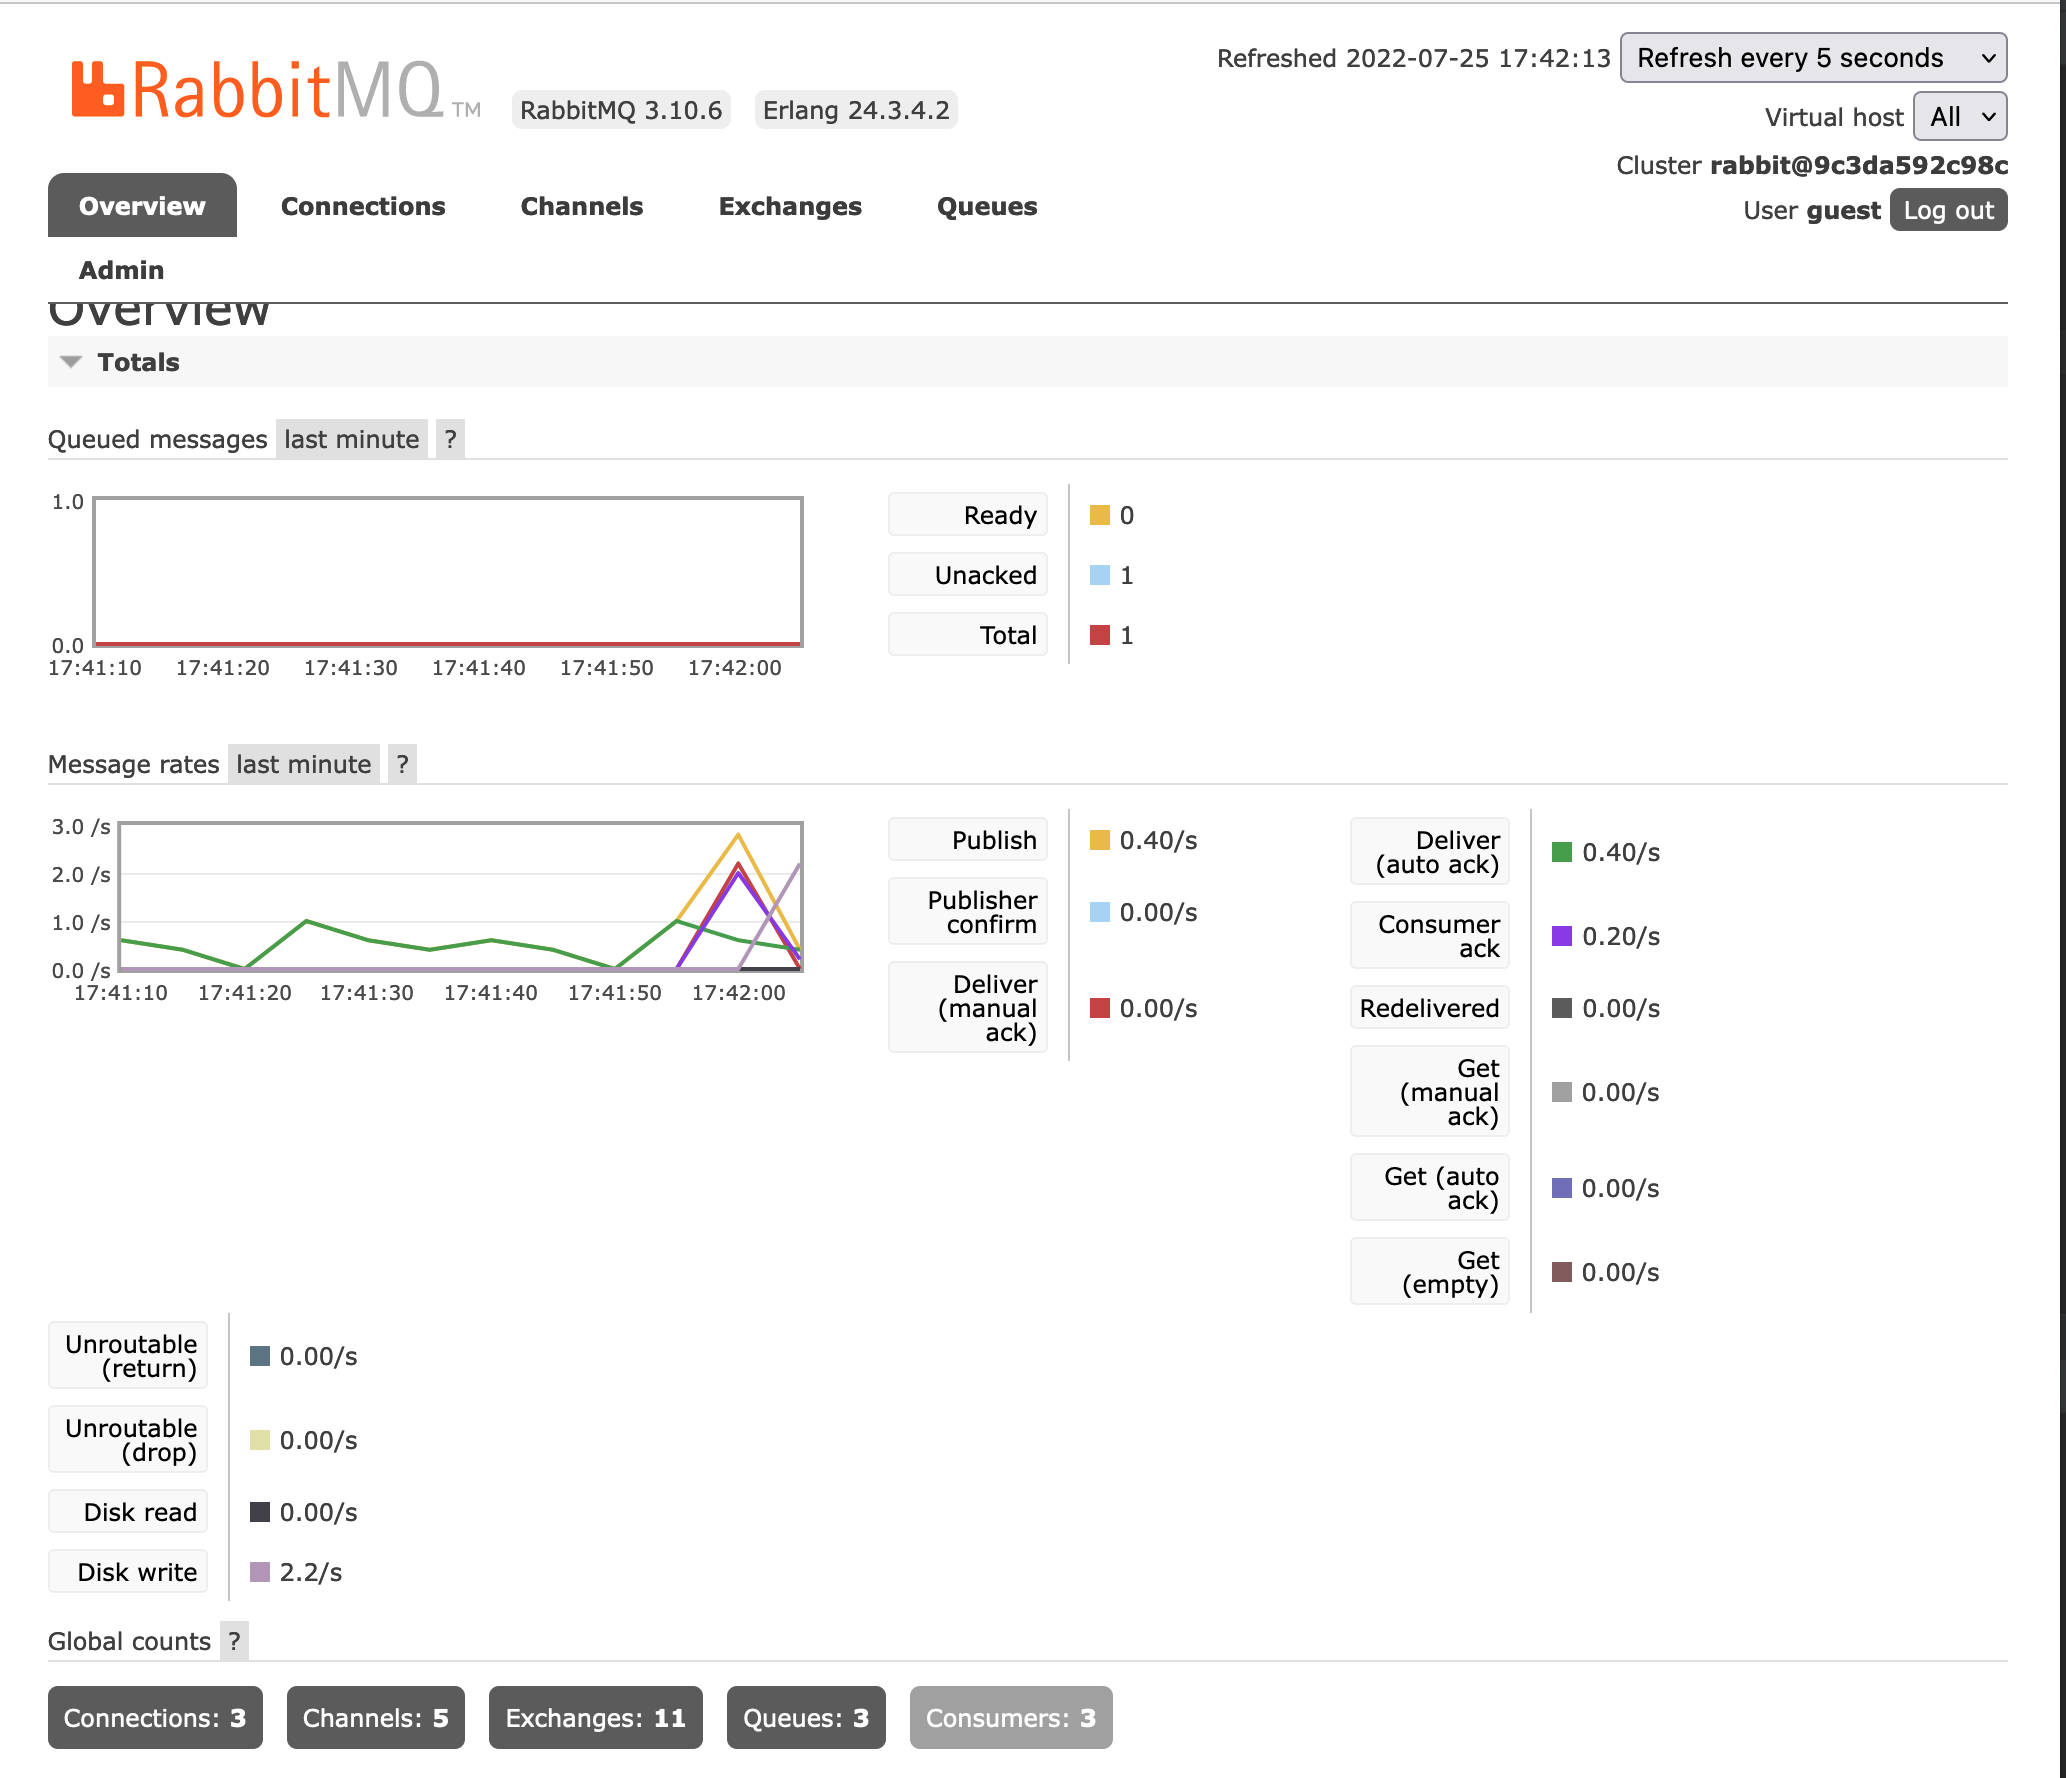 RabbitMQ TM
RabbitMQ 3.10.6
Erlang 24.3.4.2
Refreshed 2022-07-25 17:42:13
Refresh every 5 seconds
Virtual host All
Cluster rabbit@9c3da592c98c
User guest Log out
Overview
Connections
Channels
Exchanges
Queues
Admin
Overview
Totals
Queued messages last minute ?
1.0
0.0
17:41:10 17:41:20 17:41:30 17:41:40 17:41:50 17:42:00
Ready 0
Unacked 1
Total 1
Message rates last minute ?
3.0 /s
2.0 /s
1.0 /s
0.0 /s
17:41:10 17:41:20 17:41:30 17:41:40 17:41:50 17:42:00
Publish 0.40/s
Publisher
confirm
0.00/s
Deliver
(manual
ack)
0.00/s
Deliver
(auto ack)
0.40/s
Consumer
ack
0.20/s
Redelivered 0.00/s
Get
(manual
ack)
0.00/s
Get (auto
ack)
0.00/s
Get
(empty)
0.00/s
Unroutable
(return)
0.00/s
Unroutable
(drop)
0.00/s
Disk read 0.00/s
Disk write 2.2/s
Global counts ?
Connections: 3
Channels: 5
Exchanges: 11
Queues: 3
Consumers: 3